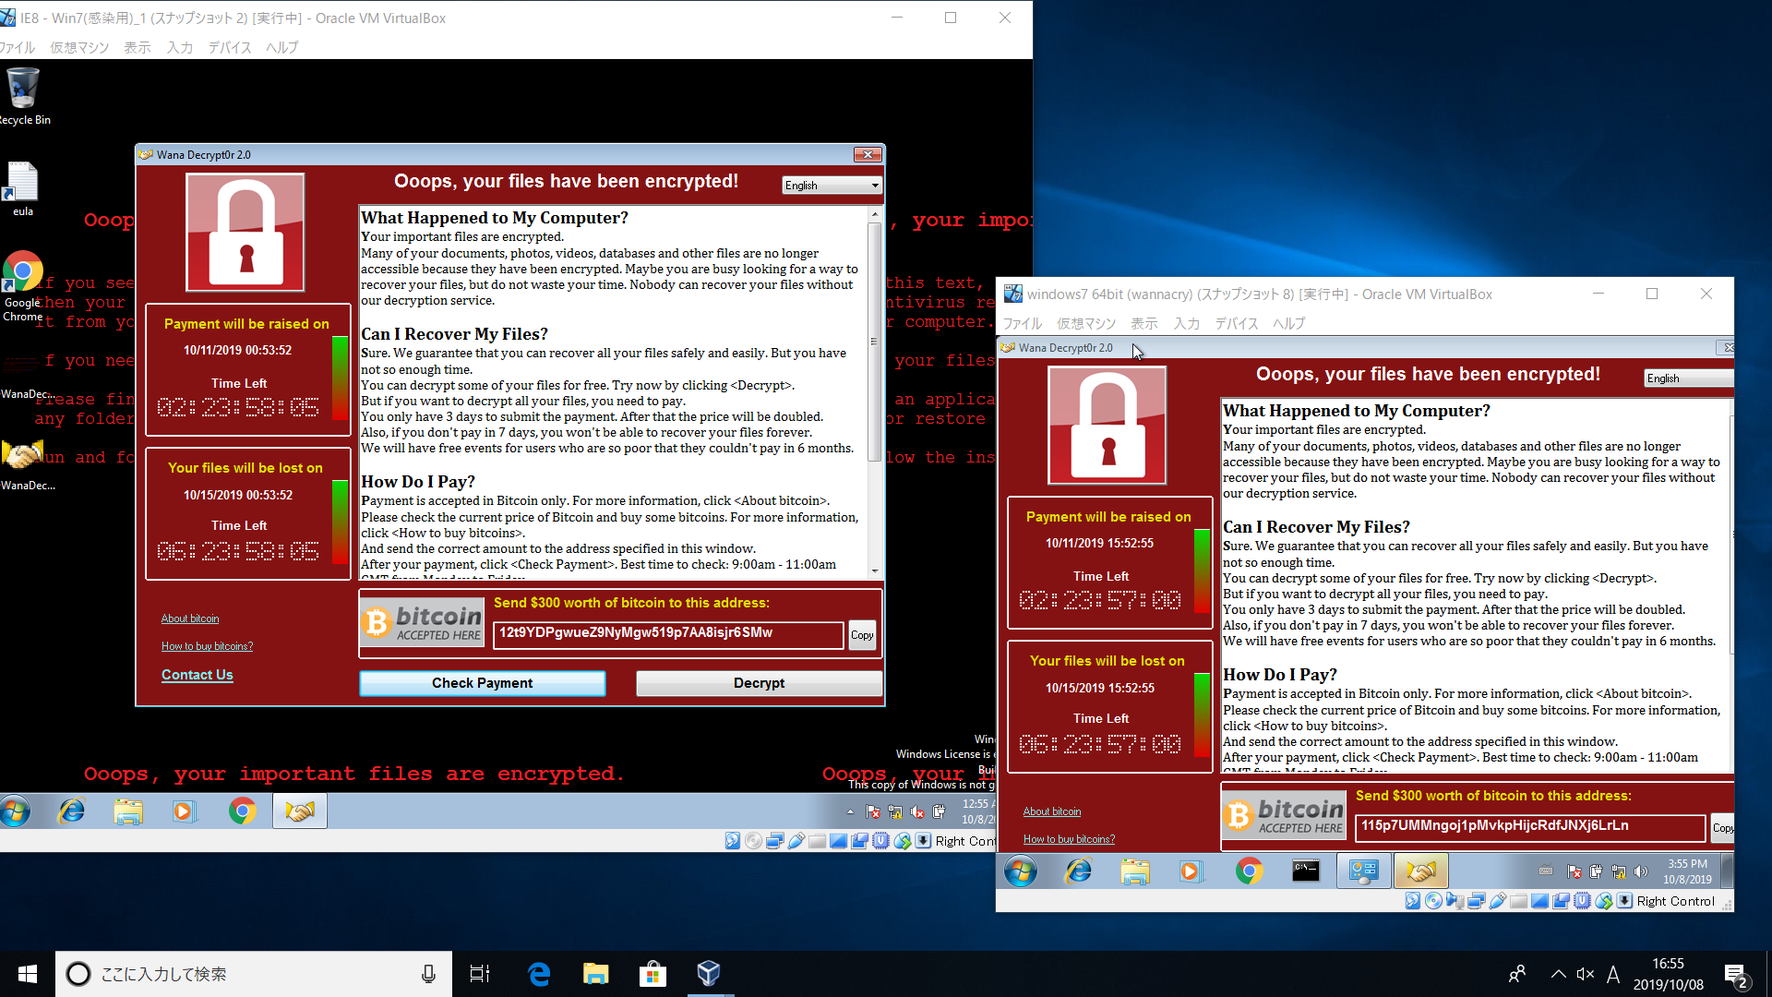 IE8 - Win7(感染用)_1 (スナップショット 2) [実行中] - Oracle VM VirtualBox
ファイル 仮想マシン 表示 入力 デバイス ヘルプ
Recycle Bin
eula
Google
Chrome
WanaDec...
WanaDec...
Wana Decrypt0r 2.0
Ooops, your files have been encrypted!
English
Payment will be raised on
10/11/2019 00:53:52
Time Left
02:23:58:05
Your files will be lost on
10/15/2019 00:53:52
Time Left
06:23:58:05
About bitcoin
How to buy bitcoins?
Contact Us
What Happened to My Computer?
Your important files are encrypted.
Many of your documents, photos, videos, databases and other files are no longer
accessible because they have been encrypted. Maybe you are busy looking for a way to
recover your files, but do not waste your time. Nobody can recover your files without
our decryption service.
Can I Recover My Files?
Sure. We guarantee that you can recover all your files safely and easily. But you have
not so enough time.
You can decrypt some of your files for free. Try now by clicking <Decrypt>.
But if you want to decrypt all your files, you need to pay.
You only have 3 days to submit the payment. After that the price will be doubled.
Also, if you don't pay in 7 days, you won't be able to recover your files forever.
We will have free events for users who are so poor that they couldn't pay in 6 months.
How Do I Pay?
Payment is accepted in Bitcoin only. For more information, click <About bitcoin>.
Please check the current price of Bitcoin and buy some bitcoins. For more information,
click <How to buy bitcoins>.
And send the correct amount to the address specified in this window.
After your payment, click <Check Payment>. Best time to check: 9:00am - 11:00am
GMT from Monday to Friday.
bitcoin
ACCEPTED HERE
Send $300 worth of bitcoin to this address:
12t9YDPgwueZ9NyMgw519p7AA8isjr6SMw
Copy
Check Payment
Decrypt
Ooop
, your impo
if you see
this text,
then your
ntivirus re
it from yo
r computer.
f you nee
your files
Please fin
an applica
any folder
or restore
un and fo
low the ins
Ooops, your important files are encrypted.
Ooops, your i
Win
Windows License is
Buil
This copy of Windows is not g
12:55
10/8/20
Right Cont
windows7 64bit (wannacry) (スナップショット 8) [実行中] - Oracle VM VirtualBox
ファイル 仮想マシン 表示 入力 デバイス ヘルプ
Wana Decrypt0r 2.0
Ooops, your files have been encrypted!
English
Payment will be raised on
10/11/2019 15:52:55
Time Left
02:23:57:00
Your files will be lost on
10/15/2019 15:52:55
Time Left
06:23:57:00
About bitcoin
How to buy bitcoins?
What Happened to My Computer?
Your important files are encrypted.
Many of your documents, photos, videos, databases and other files are no longer
accessible because they have been encrypted. Maybe you are busy looking for a way to
recover your files, but do not waste your time. Nobody can recover your files without
our decryption service.
Can I Recover My Files?
Sure. We guarantee that you can recover all your files safely and easily. But you have
not so enough time.
You can decrypt some of your files for free. Try now by clicking <Decrypt>.
But if you want to decrypt all your files, you need to pay.
You only have 3 days to submit the payment. After that the price will be doubled.
Also, if you don't pay in 7 days, you won't be able to recover your files forever.
We will have free events for users who are so poor that they couldn't pay in 6 months.
How Do I Pay?
Payment is accepted in Bitcoin only. For more information, click <About bitcoin>.
Please check the current price of Bitcoin and buy some bitcoins. For more information,
click <How to buy bitcoins>.
And send the correct amount to the address specified in this window.
After your payment, click <Check Payment>. Best time to check: 9:00am - 11:00am
GMT from Monday to Friday.
bitcoin
ACCEPTED HERE
Send $300 worth of bitcoin to this address:
115p7UMMngoj1pMvkpHijcRdfJNXj6LrLn
Copy
3:55 PM
10/8/2019
Right Control
ここに入力して検索
A
16:55
2019/10/08
2